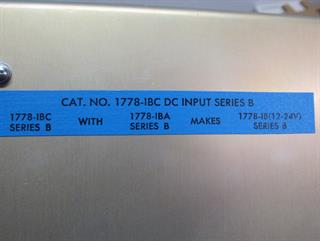 CAT. NO. 1778-IBC DC INPUT SERIES B
1778-IBC WITH 1778-IBA MAKES 1778-IB(12-24V)
SERIES B SERIES B SERIES B